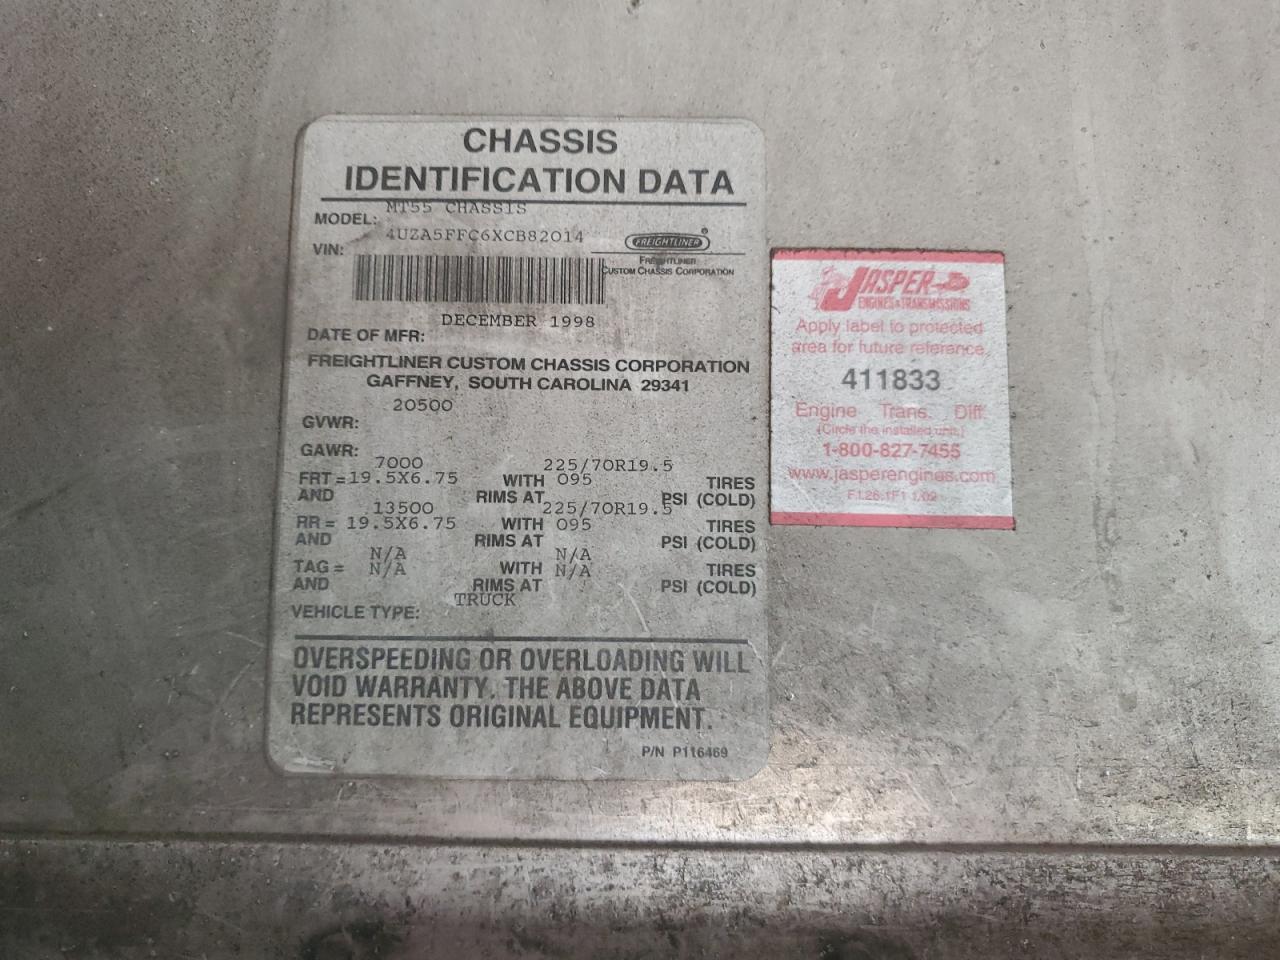 CHASSIS
IDENTIFICATION DATA
MT55 CHASSIS
MODEL:
4UZA5FFC6XCB82014
VIN:
FREIGHTLINER
FREIGHTLINER
CUSTOM CHASSIS CORPORATION
DECEMBER 1998
DATE OF MFR:
FREIGHTLINER CUSTOM CHASSIS CORPORATION
GAFFNEY, SOUTH CAROLINA 29341
20500
GVWR:
GAWR:
7000 225/70R19.5
FRT = 19.5X6.75 WITH 095 TIRES
AND RIMS AT PSI (COLD)
13500 225/70R19.5
RR = 19.5X6.75 WITH 095 TIRES
AND RIMS AT PSI (COLD)
N/A N/A
TAG = N/A WITH N/A TIRES
AND RIMS AT PSI (COLD)
TRUCK
VEHICLE TYPE:
OVERSPEEDING OR OVERLOADING WILL
VOID WARRANTY. THE ABOVE DATA
REPRESENTS ORIGINAL EQUIPMENT.
P/N P116469
JASPER
ENGINES & TRANSMISSIONS
Apply label to protected
area for future reference.
411833
Engine Trans. Diff.
(Circle the installed unit.)
1-800-827-7455
www.jasperengines.com